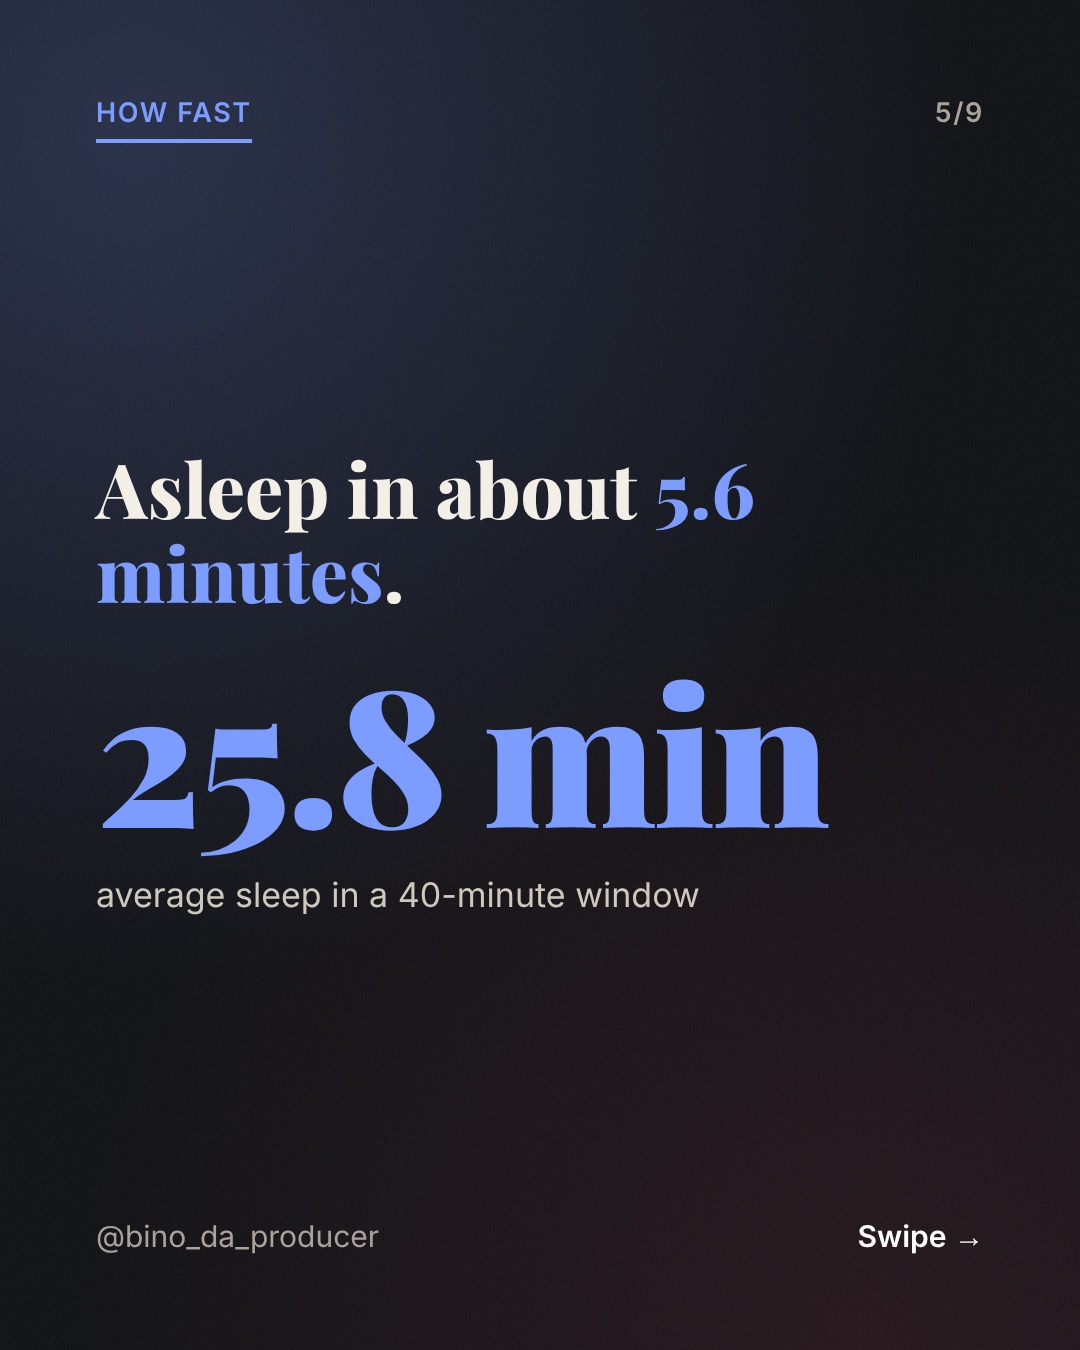 HOW FAST
5/9
Asleep in about 5.6
minutes.
25.8 min
average sleep in a 40-minute window
@bino_da_producer
Swipe →